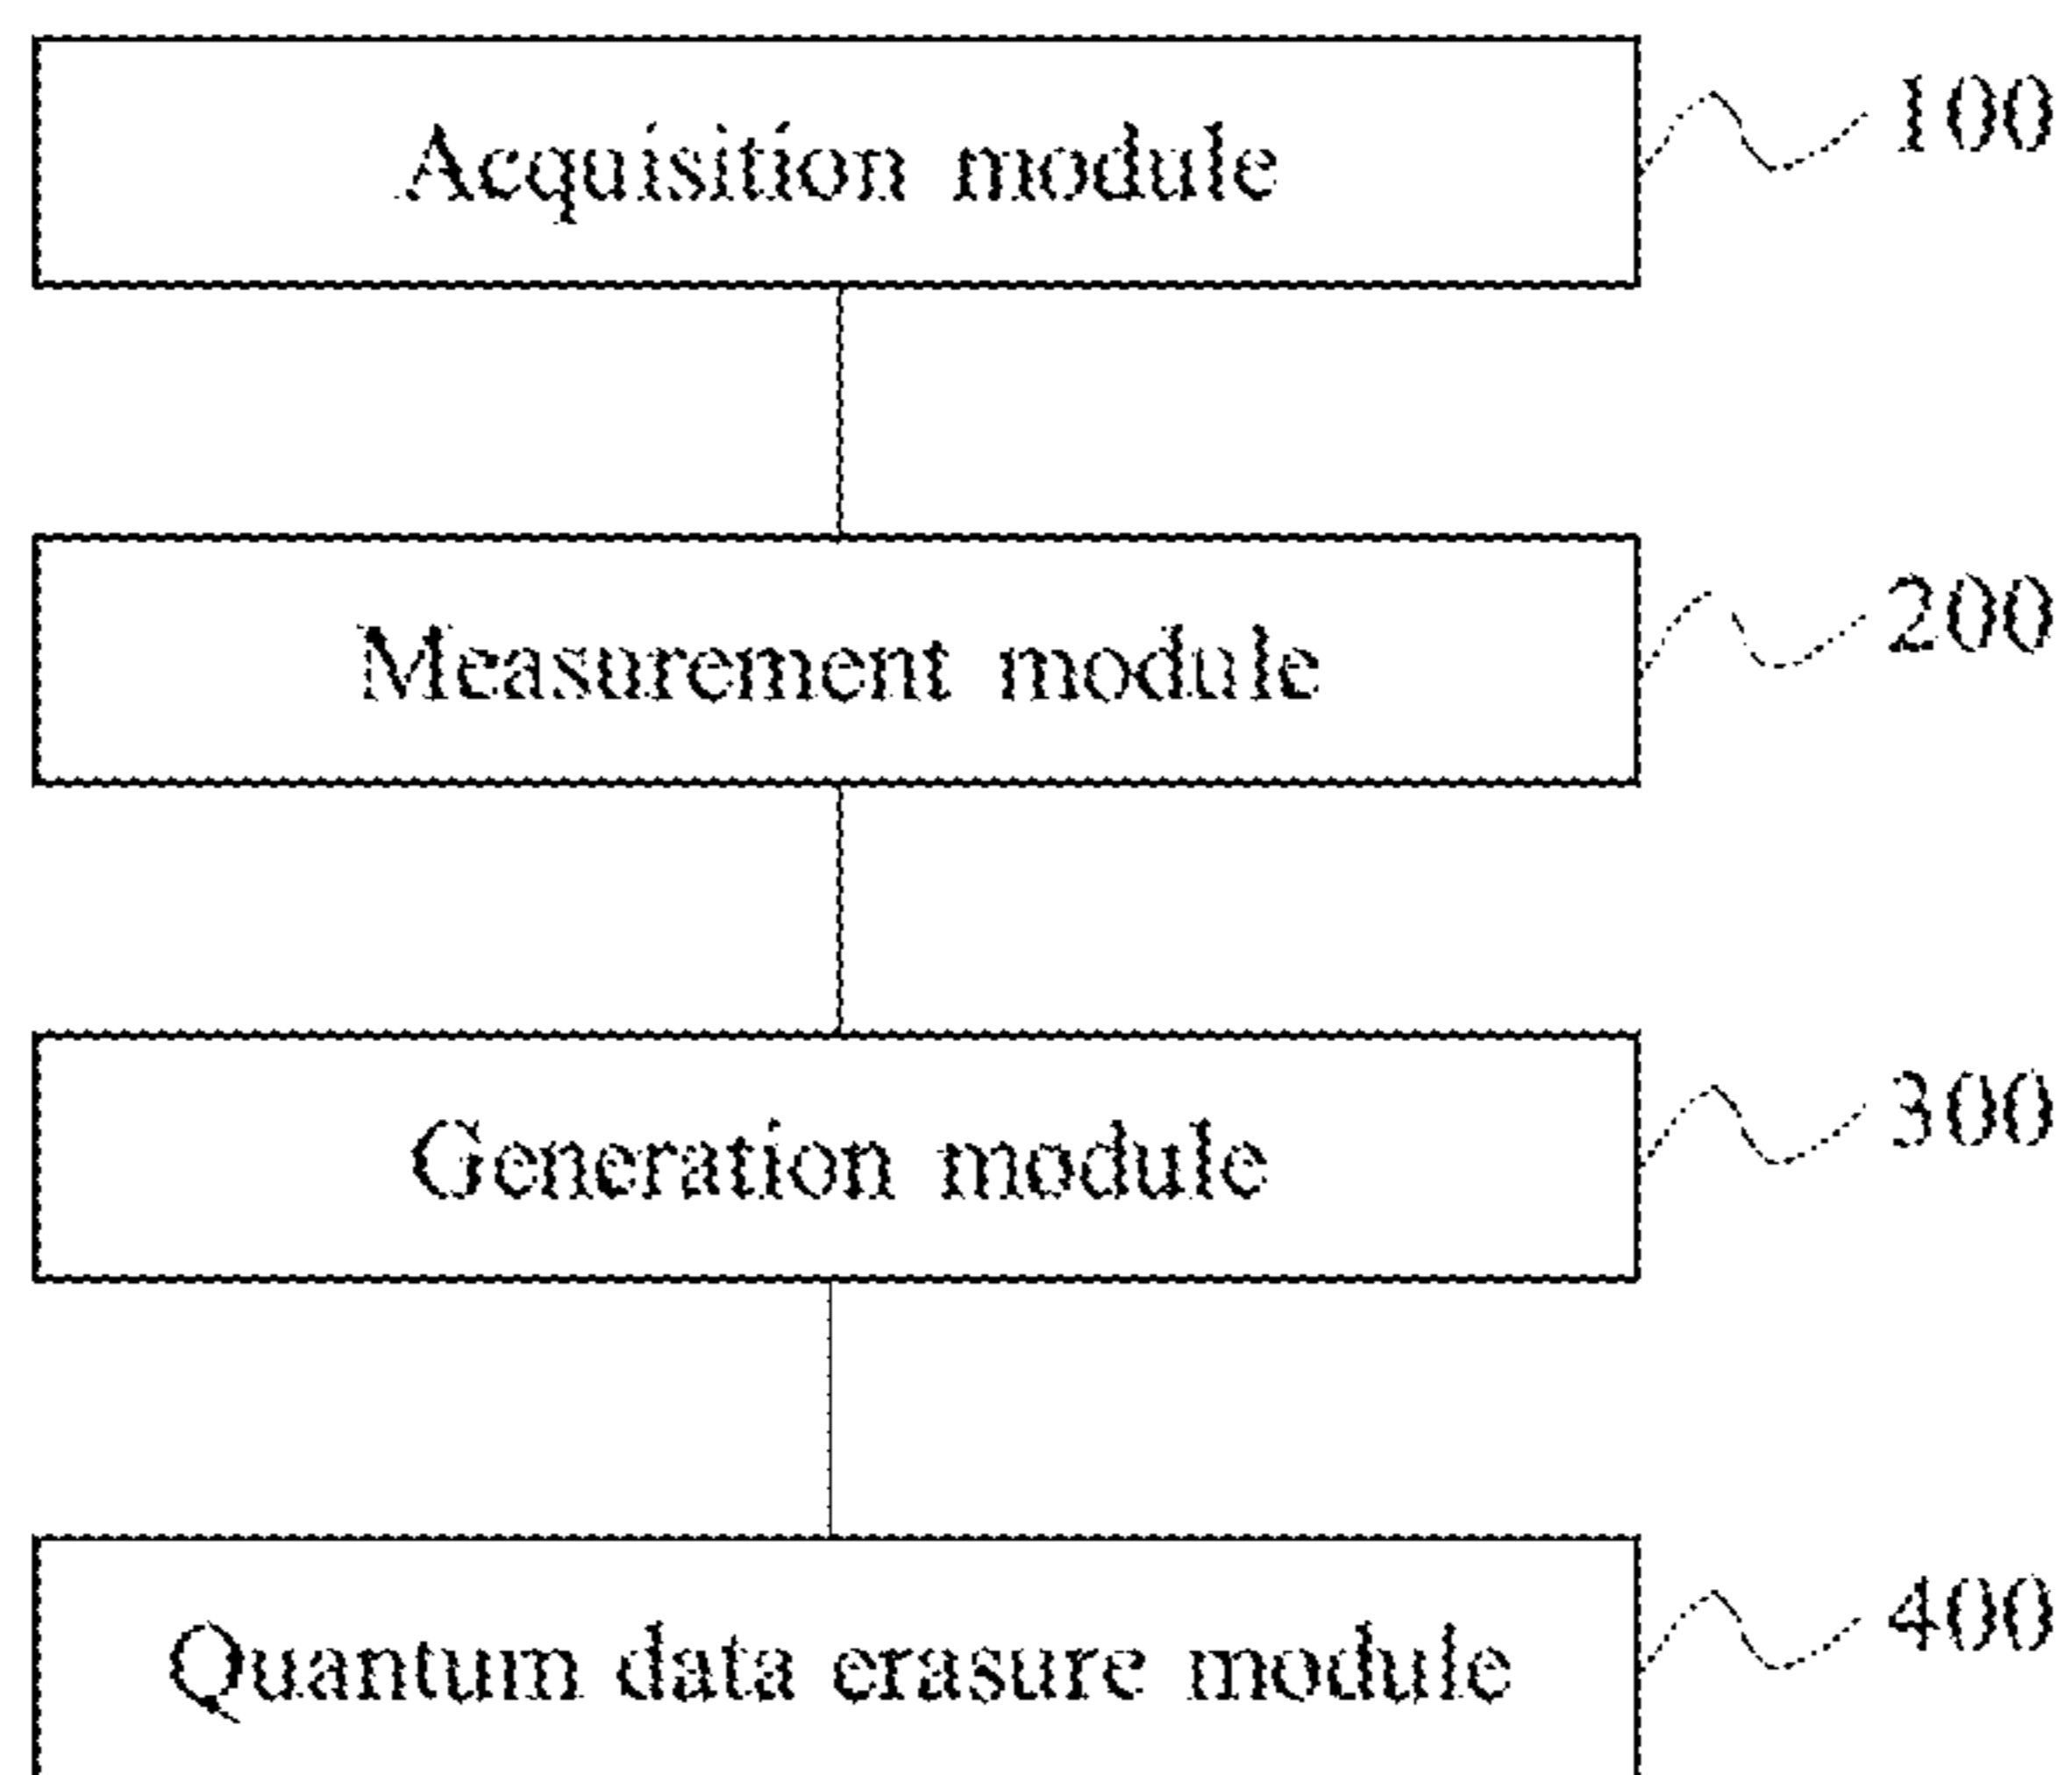 Acquisition module
100
Measurement module
200
Generation module
300
Quantum data erasure module
400